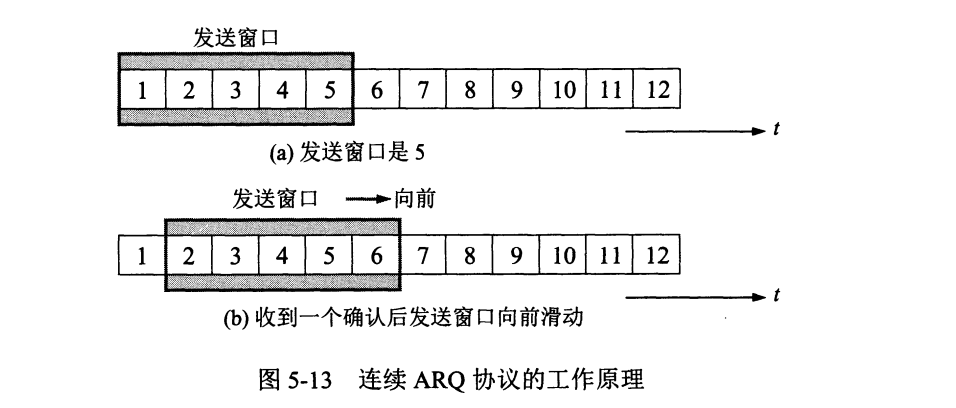 发送窗口
1 2 3 4 5 6 7 8 9 10 11 12
t
(a) 发送窗口是 5
发送窗口 向前
1 2 3 4 5 6 7 8 9 10 11 12
t
(b) 收到一个确认后发送窗口向前滑动
图 5-13 连续 ARQ 协议的工作原理